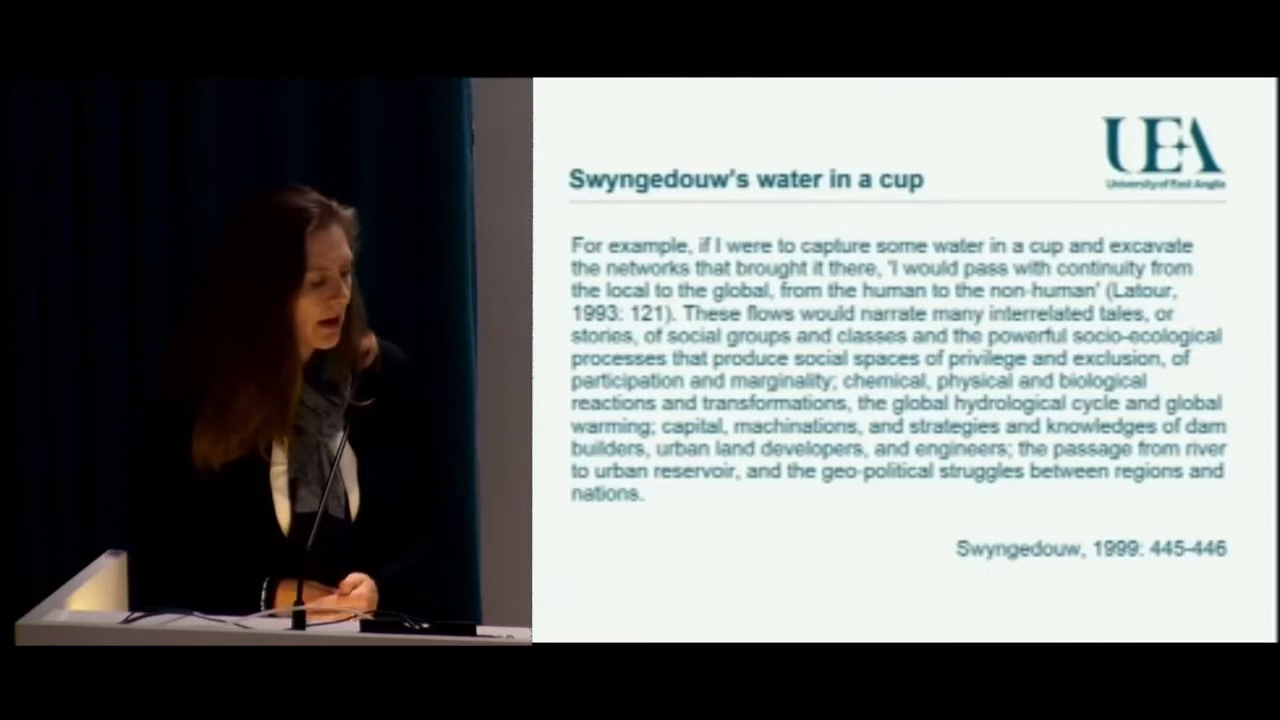 UEA
University of East Anglia
Swyngedouw's water in a cup
For example, if I were to capture some water in a cup and excavate
the networks that brought it there, 'I would pass with continuity from
the local to the global, from the human to the non-human' (Latour,
1993: 121). These flows would narrate many interrelated tales, or
stories, of social groups and classes and the powerful socio-ecological
processes that produce social spaces of privilege and exclusion, of
participation and marginality; chemical, physical and biological
reactions and transformations, the global hydrological cycle and global
warming; capital, machinations, and strategies and knowledges of dam
builders, urban land developers, and engineers; the passage from river
to urban reservoir, and the geo-political struggles between regions and
nations.
Swyngedouw, 1999: 445-446